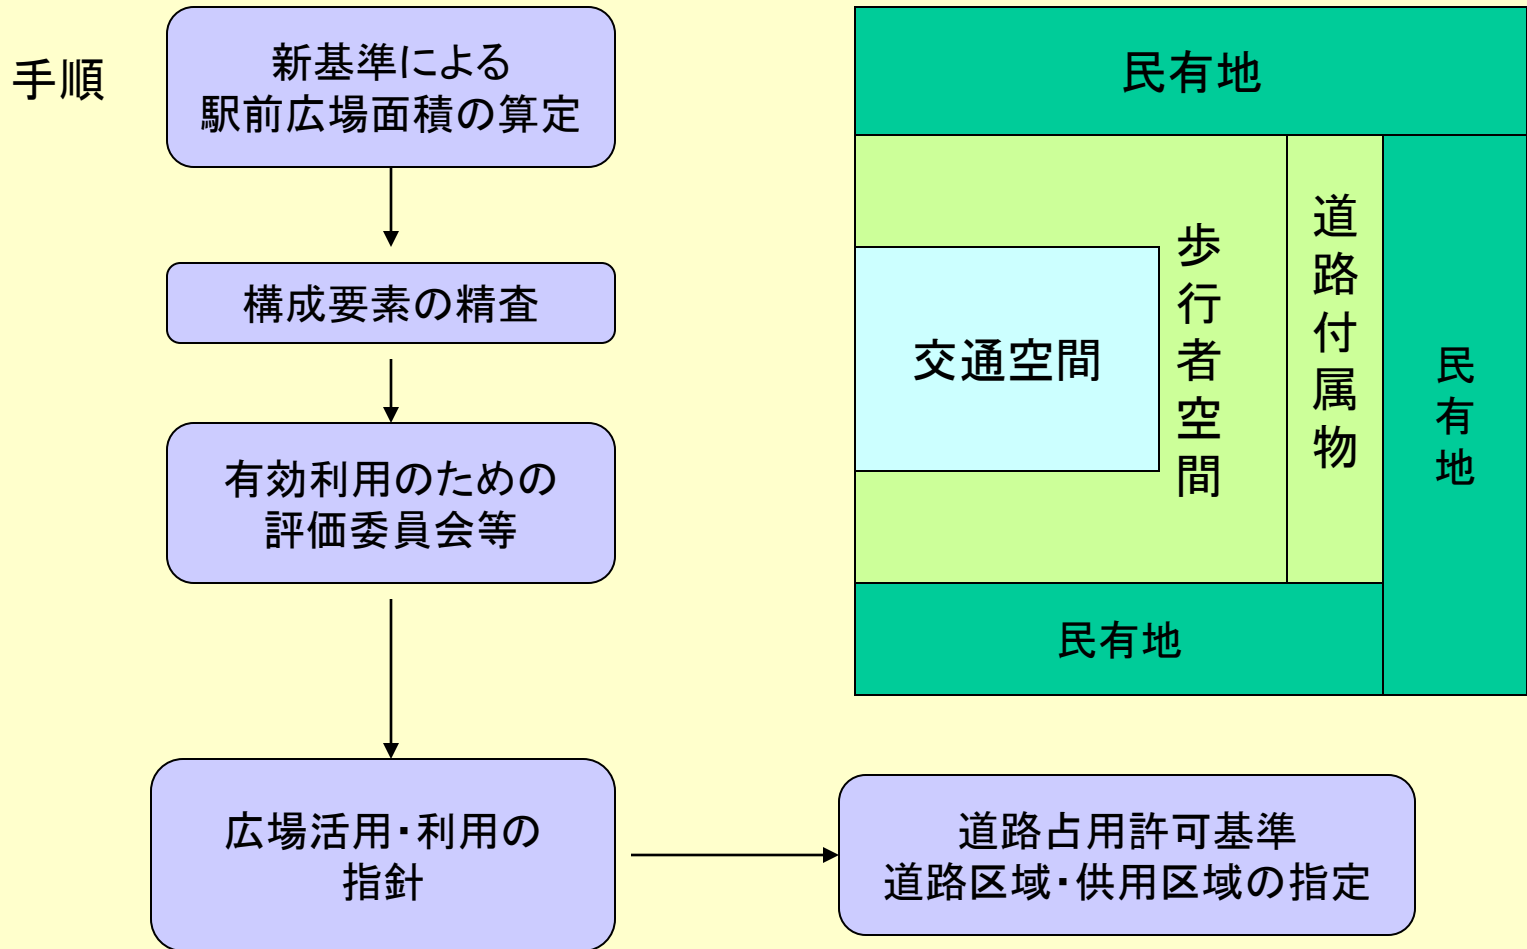 手順
新基準による
駅前広場面積の算定
構成要素の精査
有効利用のための
評価委員会等
広場活用・利用の
指針
道路占用許可基準
道路区域・供用区域の指定
民有地
交通空間
歩行者空間
道路付属物
民有地
民有地